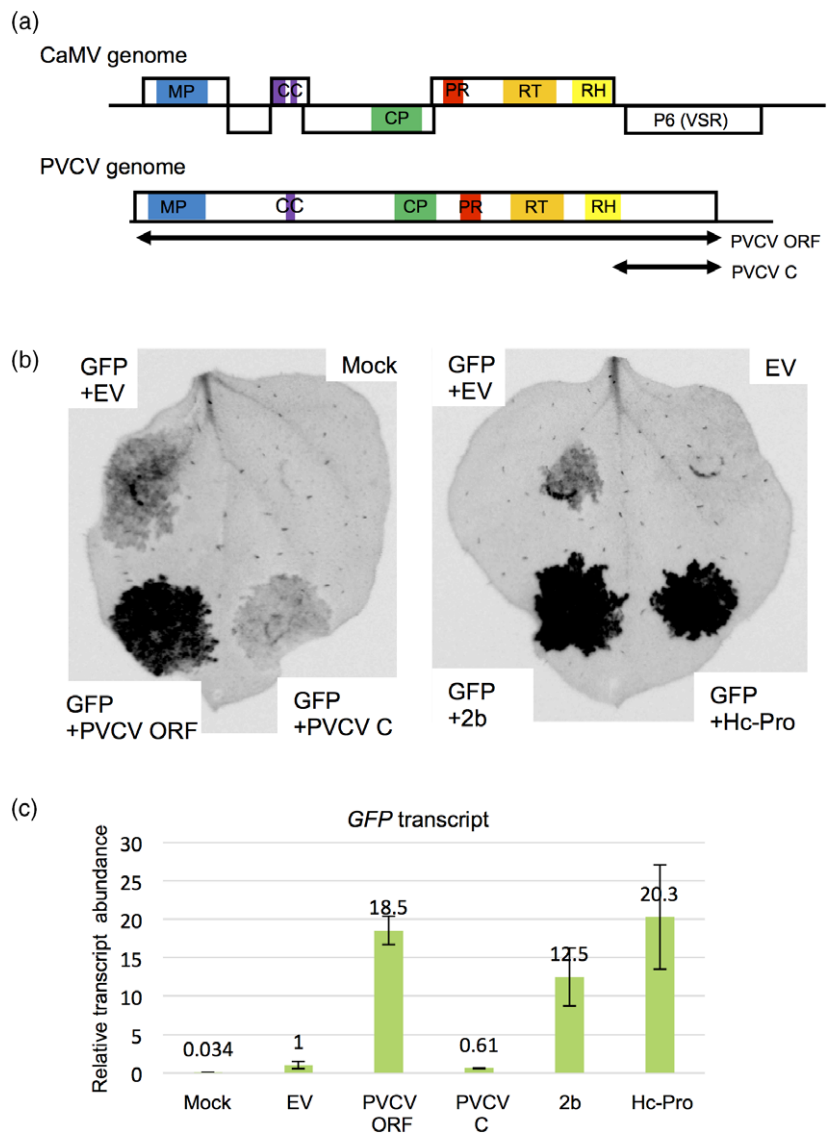 (a)
CaMV genome
MP CC CP PR RT RH P6 (VSR)
PVCV genome
MP CC CP PR RT RH
PVCV ORF
PVCV C
(b)
GFP
+EV
Mock
GFP
+PVCV ORF
GFP
+PVCV C
GFP
+EV
EV
GFP
+2b
GFP
+Hc-Pro
(c)
GFP transcript
Relative transcript abundance
30
25
20
15
10
5
0
0.034
1
18.5
0.61
12.5
20.3
Mock
EV
PVCV
ORF
PVCV
C
2b
Hc-Pro